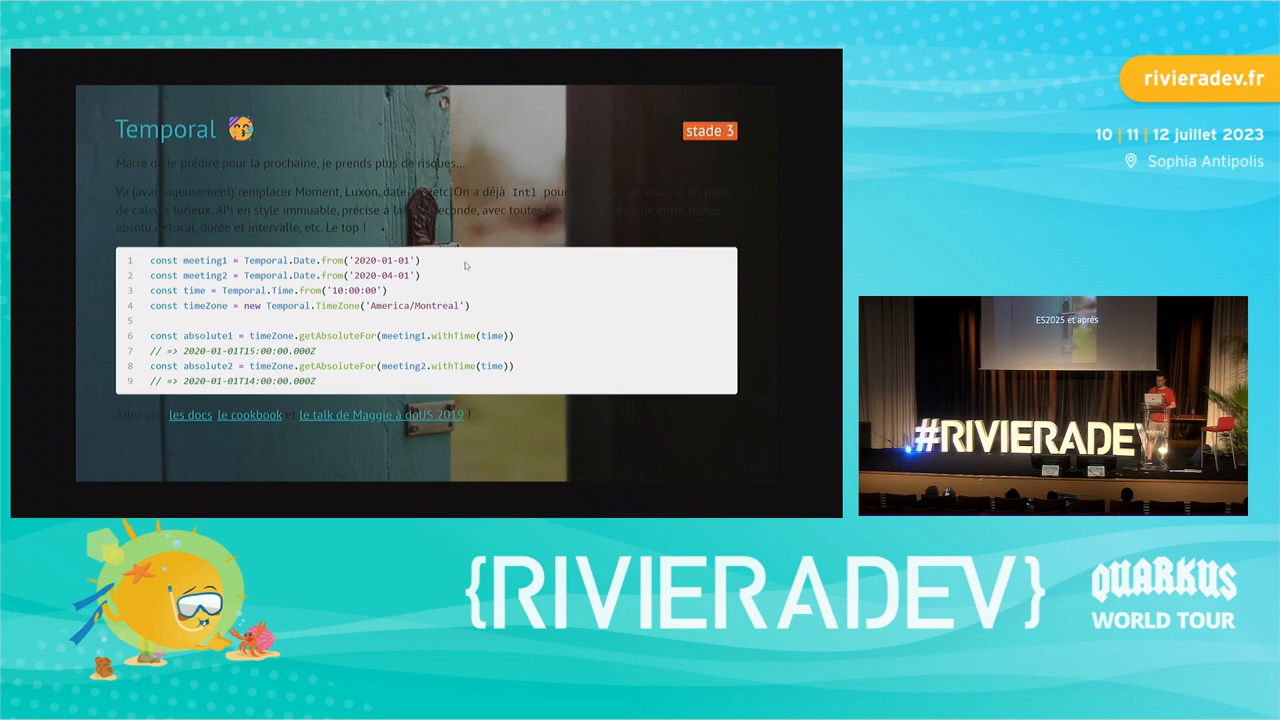 Temporal
stade 3
Marre de le prédire pour la prochaine, je prends plus de risques…
Va (avantageusement) remplacer Moment, Luxon, date-fns, etc. On a déjà Intl pour
de calculs furieux. API en style immuable, précise à la
absolu et local, durée et intervalle, etc. Le top !
1 const meeting1 = Temporal.Date.from('2020-01-01')
2 const meeting2 = Temporal.Date.from('2020-04-01')
3 const time = Temporal.Time.from('10:00:00')
4 const timeZone = new Temporal.TimeZone('America/Montreal')
5
6 const absolute1 = timeZone.getAbsoluteFor(meeting1.withTime(time))
7 // => 2020-01-01T15:00:00.000Z
8 const absolute2 = timeZone.getAbsoluteFor(meeting2.withTime(time))
9 // => 2020-01-01T14:00:00.000Z
Allez voir les docs, le cookbook et le talk de Maggie à dotJS 2019 !
rivieradev.fr
10 | 11 | 12 juillet 2023
Sophia Antipolis
ES2025 et après
#RIVIERADEV
{RIVIERADEV}
QUARKUS
WORLD TOUR